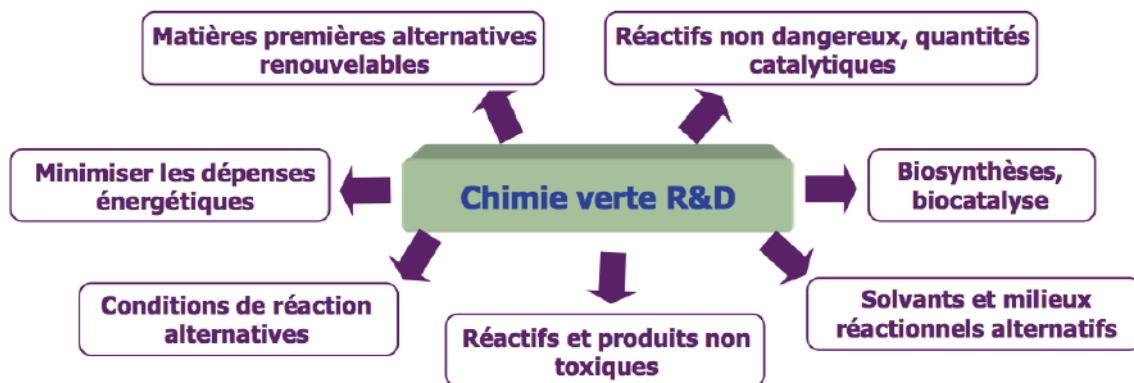 Matières premières alternatives
renouvelables
Réactifs non dangereux, quantités
catalytiques
Minimiser les dépenses
énergétiques
Chimie verte R&D
Biosynthèses,
biocatalyse
Conditions de réaction
alternatives
Réactifs et produits non
toxiques
Solvants et milieux
réactionnels alternatifs